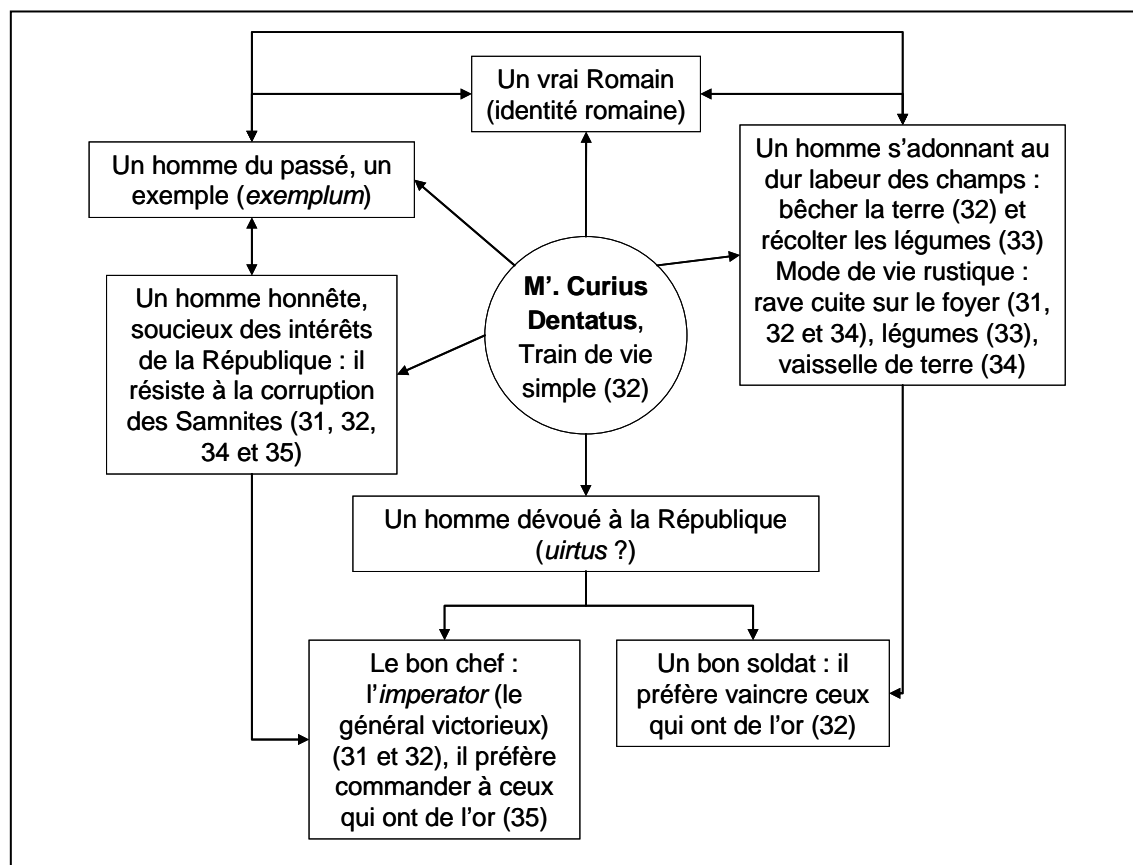 Un vrai Romain
(identité romaine)
Un homme du passé, un
exemple (exemplum)
Un homme s'adonnant au
dur labeur des champs :
bêcher la terre (32) et
récolter les légumes (33)
Mode de vie rustique :
rave cuite sur le foyer (31,
32 et 34), légumes (33),
vaisselle de terre (34)
M'. Curius
Dentatus,
Train de vie
simple (32)
Un homme honnête,
soucieux des intérêts
de la République : il
résiste à la corruption
des Samnites (31, 32,
34 et 35)
Un homme dévoué à la République
(uirtus ?)
Le bon chef :
l'imperator (le
général victorieux)
(31 et 32), il préfère
commander à ceux
qui ont de l'or (35)
Un bon soldat : il
préfère vaincre ceux
qui ont de l'or (32)